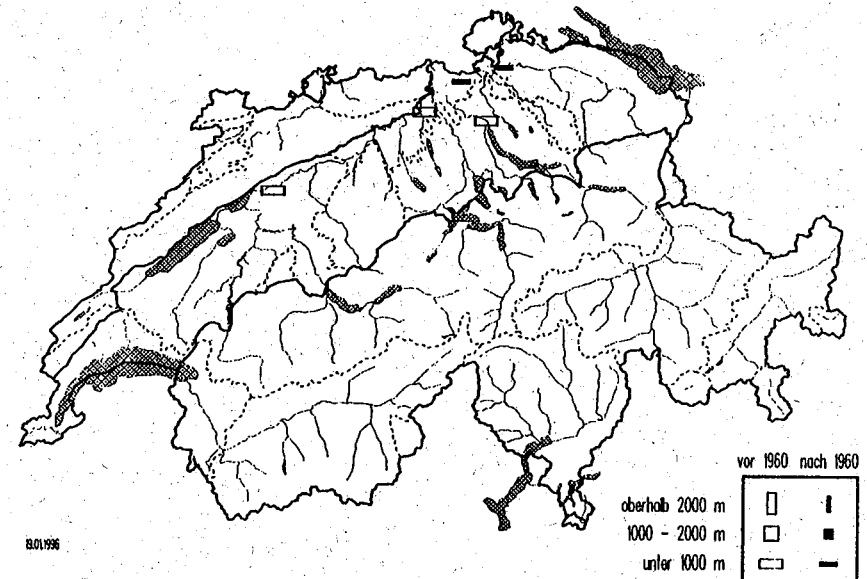 vor 1960 nach 1960
oberhalb 2000 m
1000 - 2000 m
unter 1000 m
19.01.1996